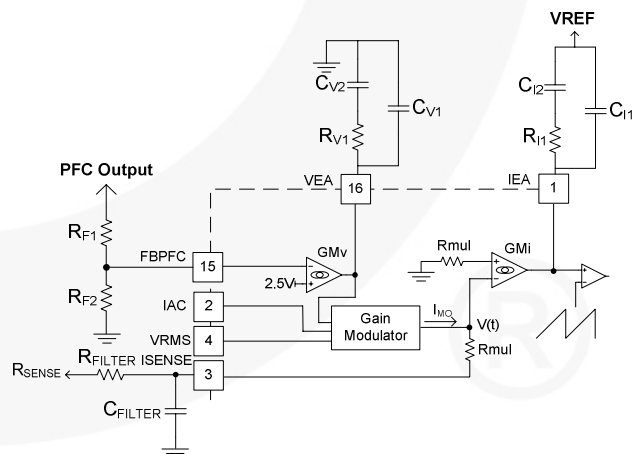 VREF
CV2
CV1
RV1
CI2
CI1
RI1
PFC Output
VEA
16
IEA
1
RF1
FBPFC
15
GMv
Rmul
GMi
+
-
2.5V
+
-
+
-
RF2
IAC
2
Gain
Modulator
IMO
V(t)
VRMS
4
Rmul
RFILTER
ISENSE
RSENSE
3
CFILTER
®